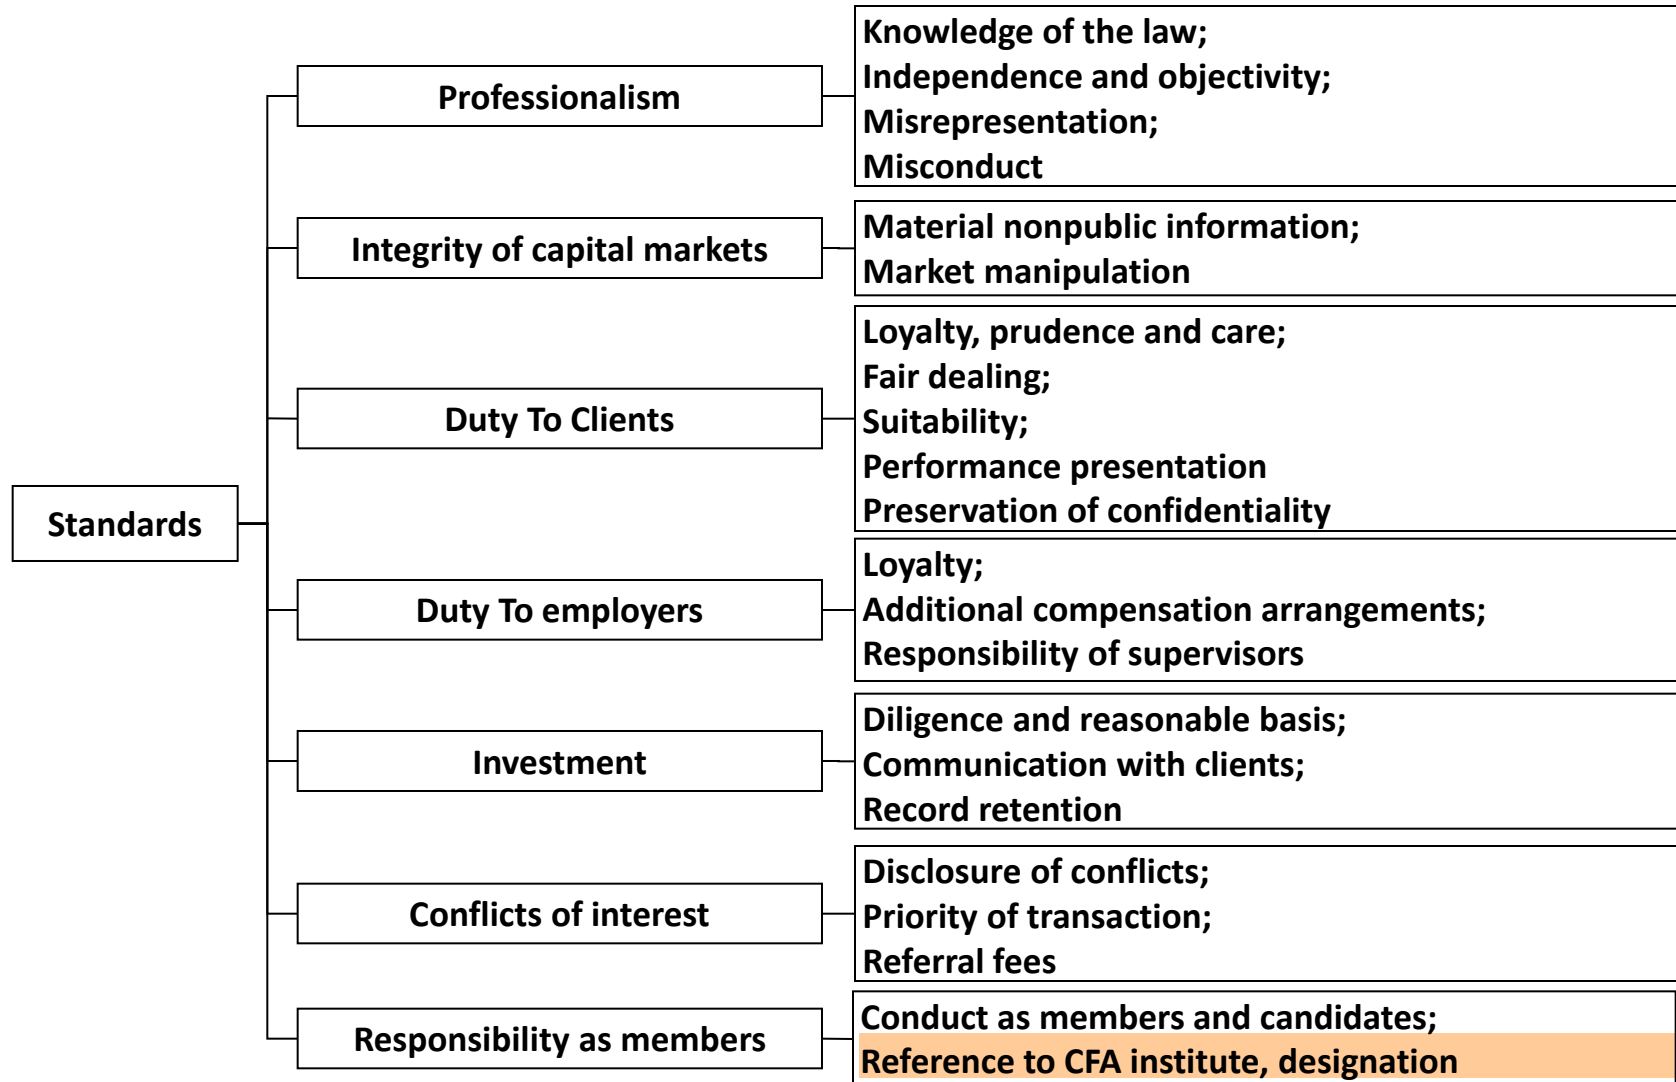 Standards
Professionalism
Knowledge of the law;
Independence and objectivity;
Misrepresentation;
Misconduct
Integrity of capital markets
Material nonpublic information;
Market manipulation
Duty To Clients
Loyalty, prudence and care;
Fair dealing;
Suitability;
Performance presentation
Preservation of confidentiality
Duty To employers
Loyalty;
Additional compensation arrangements;
Responsibility of supervisors
Investment
Diligence and reasonable basis;
Communication with clients;
Record retention
Conflicts of interest
Disclosure of conflicts;
Priority of transaction;
Referral fees
Responsibility as members
Conduct as members and candidates;
Reference to CFA institute, designation